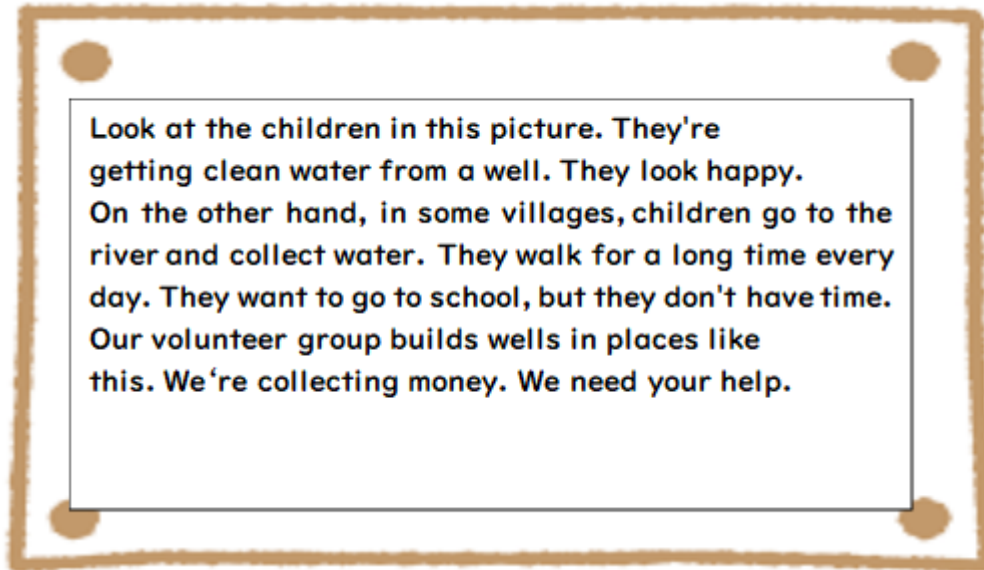 Look at the children in this picture. They're
getting clean water from a well. They look happy.
On the other hand, in some villages, children go to the
river and collect water. They walk for a long time every
day. They want to go to school, but they don't have time.
Our volunteer group builds wells in places like
this. We‘re collecting money. We need your help.